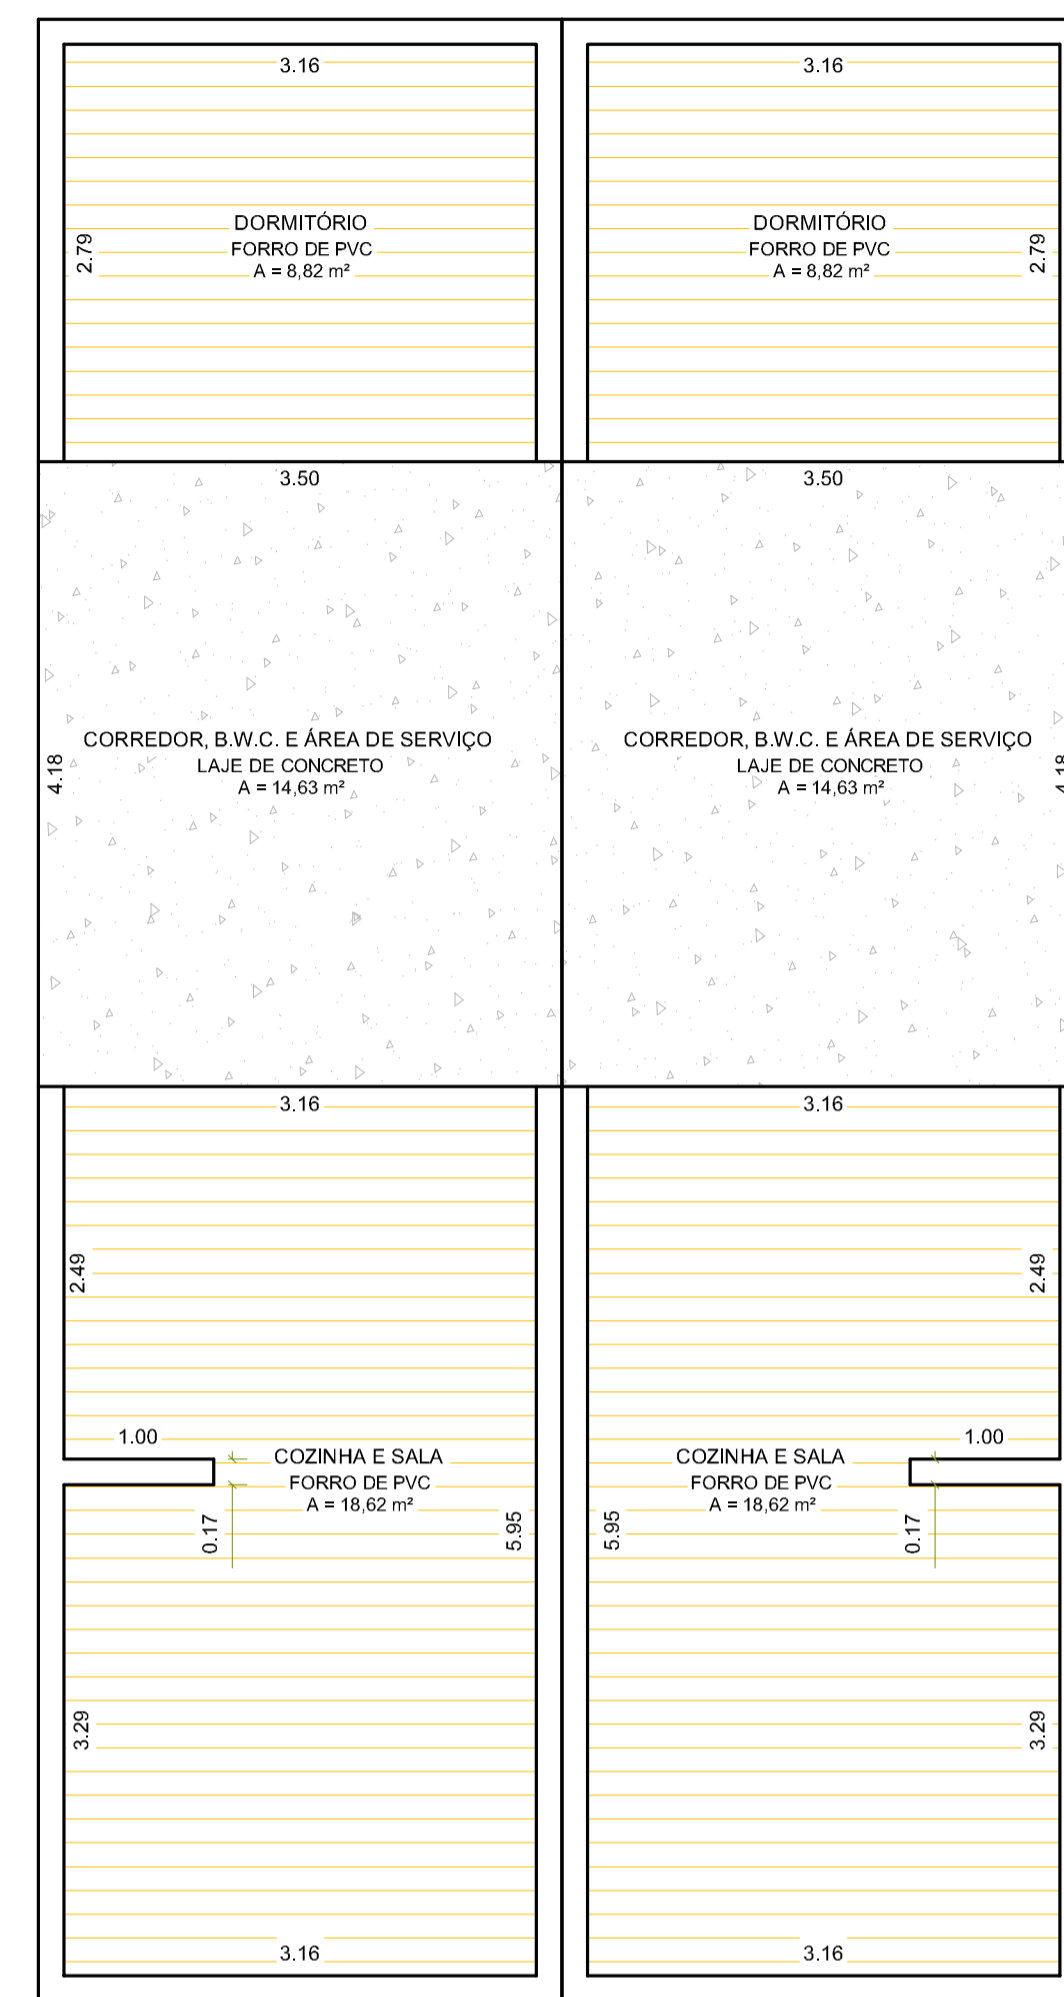 3.16
3.16
DORMITÓRIO
FORRO DE PVC
A = 8,82 m²
2.79
DORMITÓRIO
FORRO DE PVC
A = 8,82 m²
2.79
3.50
3.50
CORREDOR, B.W.C. E ÁREA DE SERVIÇO
LAJE DE CONCRETO
A = 14,63 m²
4.18
CORREDOR, B.W.C. E ÁREA DE SERVIÇO
LAJE DE CONCRETO
A = 14,63 m²
4.18
3.16
3.16
2.49
2.49
1.00
COZINHA E SALA
FORRO DE PVC
A = 18,62 m²
0.17
5.95
COZINHA E SALA
FORRO DE PVC
A = 18,62 m²
1.00
5.95
0.17
3.29
3.29
3.16
3.16